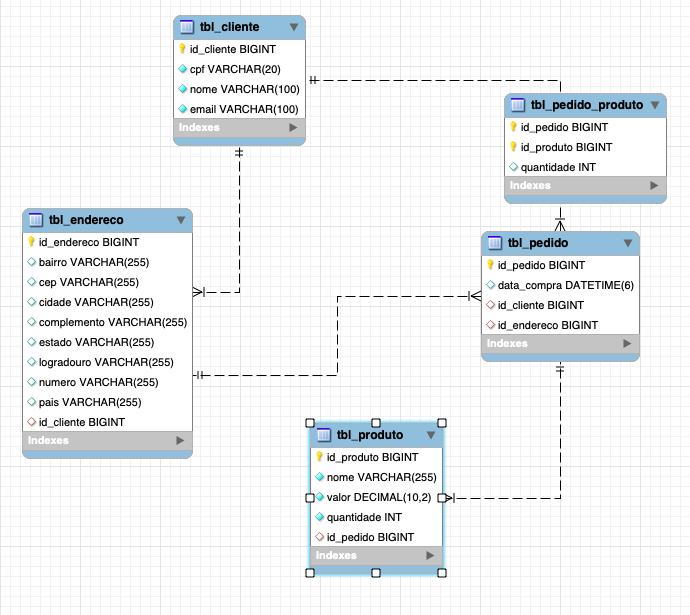 tbl_cliente
id_cliente BIGINT
cpf VARCHAR(20)
nome VARCHAR(100)
email VARCHAR(100)
Indexes
tbl_pedido_produto
id_pedido BIGINT
id_produto BIGINT
quantidade INT
Indexes
tbl_endereco
id_endereco BIGINT
bairro VARCHAR(255)
cep VARCHAR(255)
cidade VARCHAR(255)
complemento VARCHAR(255)
estado VARCHAR(255)
logradouro VARCHAR(255)
numero VARCHAR(255)
pais VARCHAR(255)
id_cliente BIGINT
Indexes
tbl_pedido
id_pedido BIGINT
data_compra DATETIME(6)
id_cliente BIGINT
id_endereco BIGINT
Indexes
tbl_produto
id_produto BIGINT
nome VARCHAR(255)
valor DECIMAL(10,2)
quantidade INT
id_pedido BIGINT
Indexes